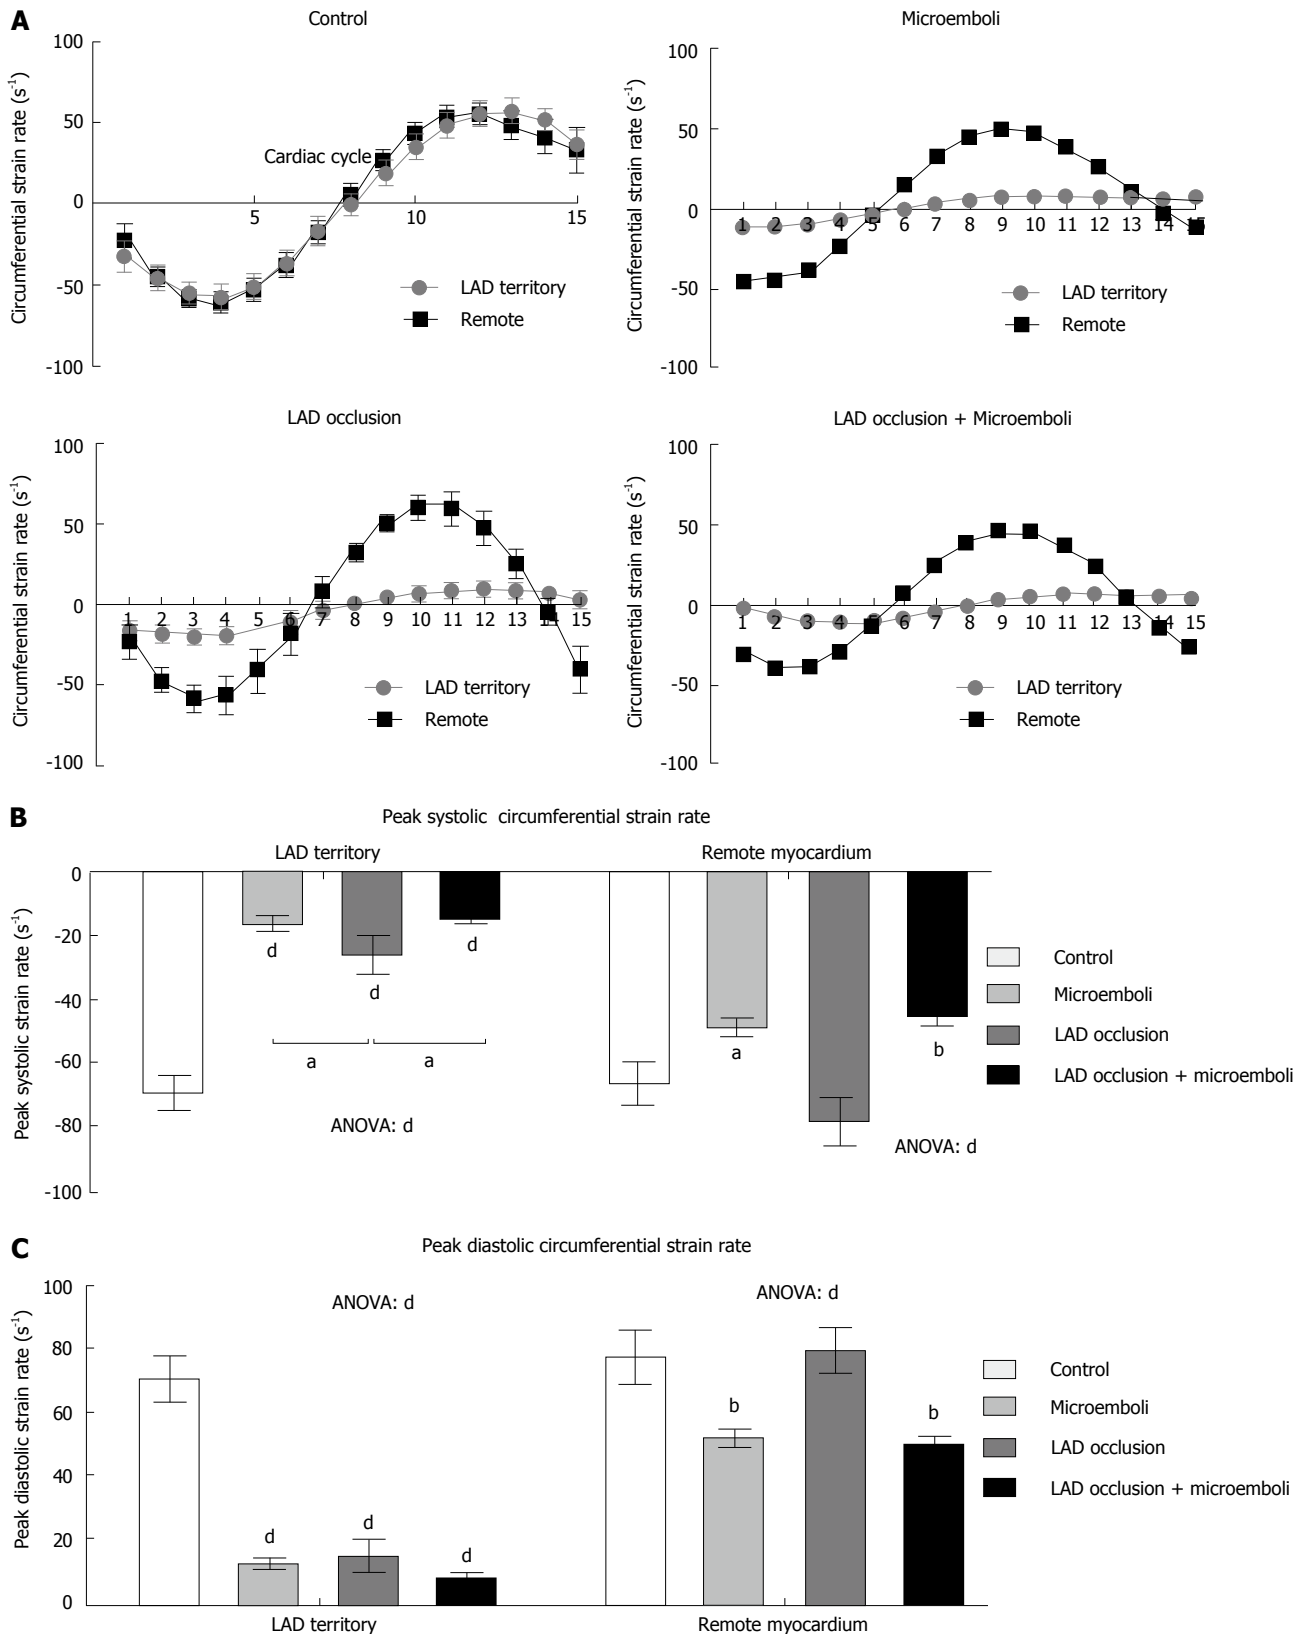 A
Control
Circumferential strain rate (s-1)
100
50
0
-50
-100
Cardiac cycle
5
10
15
LAD territory
Remote
Microemboli
Circumferential strain rate (s-1)
100
50
0
-50
-100
1 2 3 4 5 6 7 8 9 10 11 12 13 14 15
LAD territory
Remote
LAD occlusion
Circumferential strain rate (s-1)
100
50
0
-50
-100
1 2 3 4 5 6 7 8 9 10 11 12 13 14 15
LAD territory
Remote
LAD occlusion + Microemboli
Circumferential strain rate (s-1)
100
50
0
-50
-100
1 2 3 4 5 6 7 8 9 10 11 12 13 14 15
LAD territory
Remote
B
Peak systolic circumferential strain rate
LAD territory
Remote myocardium
Peak systolic strain rate (s-1)
0
-20
-40
-60
-80
-100
d
d
d
a
a
ANOVA: d
a
b
ANOVA: d
Control
Microemboli
LAD occlusion
LAD occlusion + microemboli
C
Peak diastolic circumferential strain rate
Peak diastolic strain rate (s-1)
100
80
60
40
20
0
ANOVA: d
d
d
d
ANOVA: d
b
b
Control
Microemboli
LAD occlusion
LAD occlusion + microemboli
LAD territory
Remote myocardium